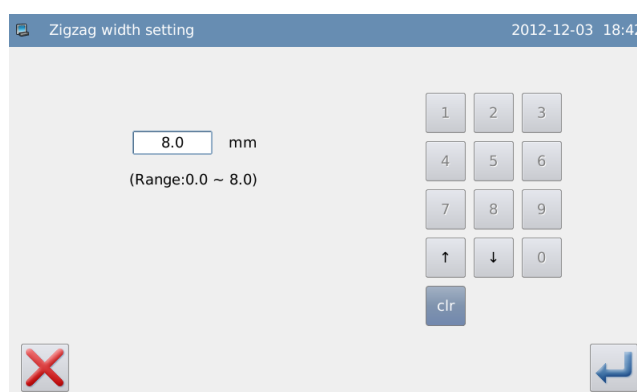 Zigzag width setting 2012-12-03 18:42
8.0 mm
(Range:0.0 ~ 8.0)
1 2 3
4 5 6
7 8 9
↑ ↓ 0
clr